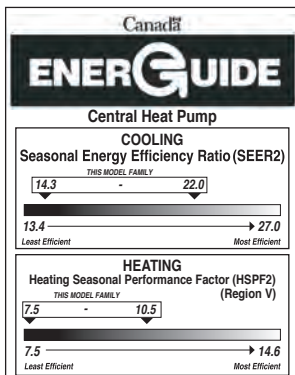 Canada
ENERGUIDE
Central Heat Pump
COOLING
Seasonal Energy Efficiency Ratio (SEER2)
THIS MODEL FAMILY
14.3 - 22.0
13.4 27.0
Least Efficient Most Efficient
HEATING
Heating Seasonal Performance Factor (HSPF2)
THIS MODEL FAMILY (Region V)
7.5 - 10.5
7.5 14.6
Least Efficient Most Efficient